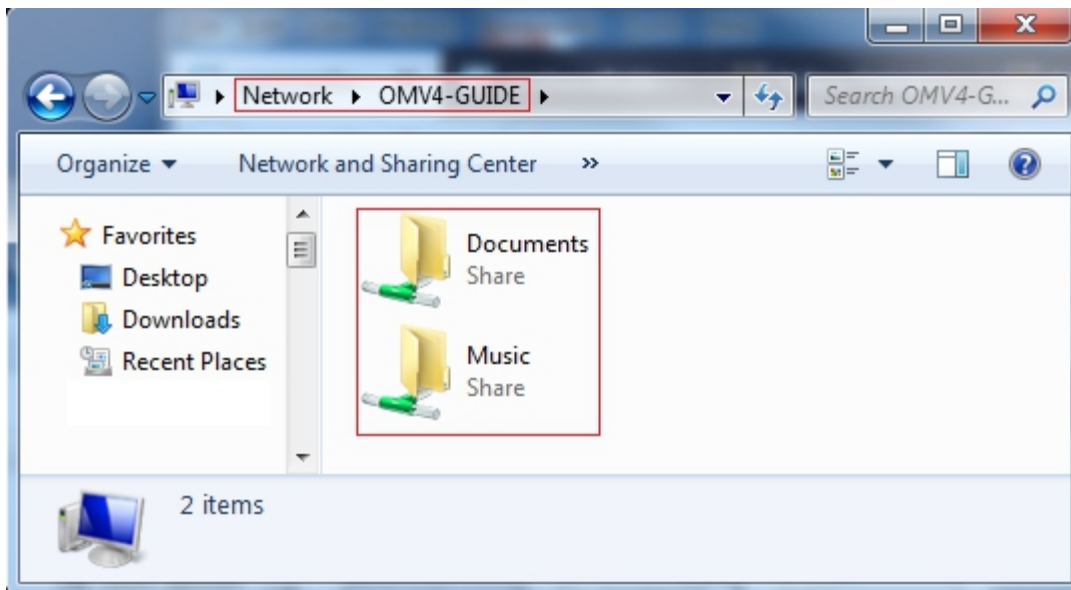 Network ▸ OMV4-GUIDE ▸
Search OMV4-G...
Organize
Network and Sharing Center »
Favorites
Desktop
Downloads
Recent Places
Documents
Share
Music
Share
2 items